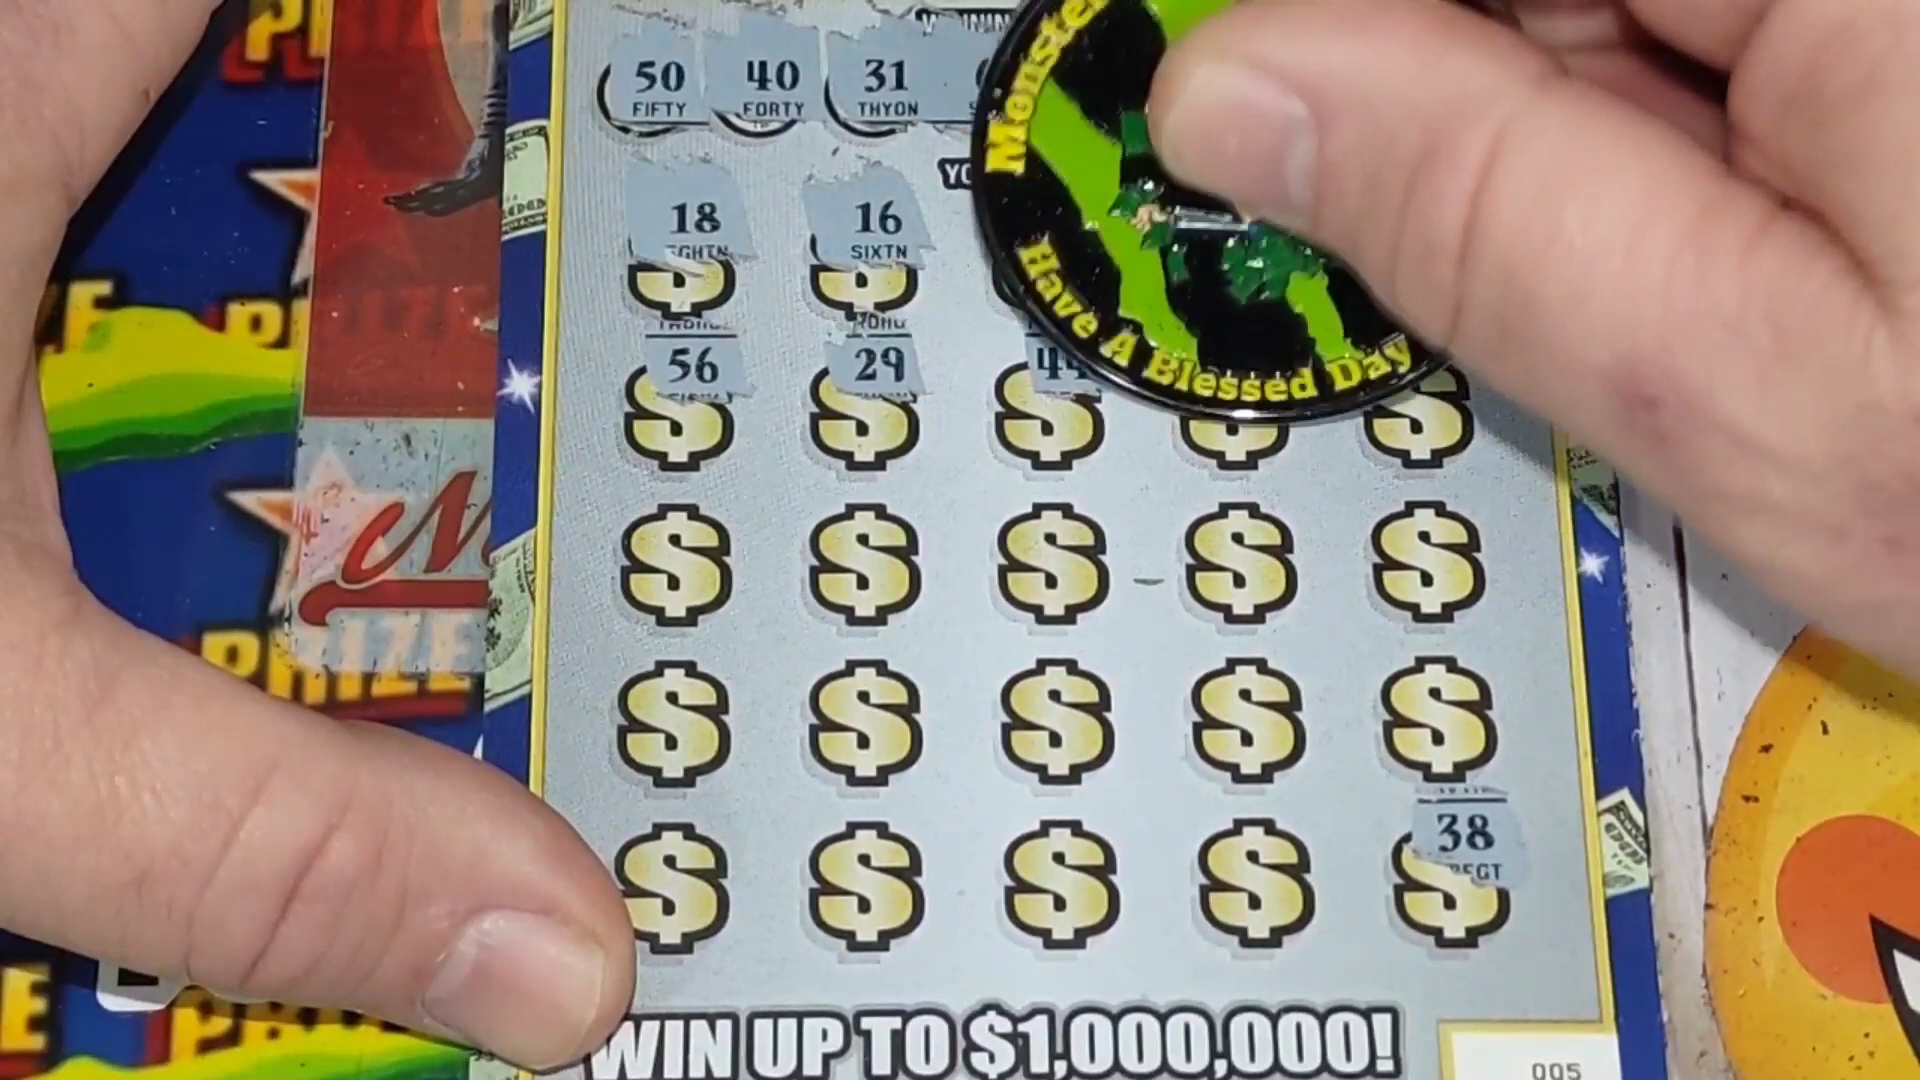 50 40 31
FIFTY FORTY THYON
18 16
SIXTN
56 29 44
38
WIN UP TO $1,000,000!
005
Monster
Have A Blessed Day
PRIZE